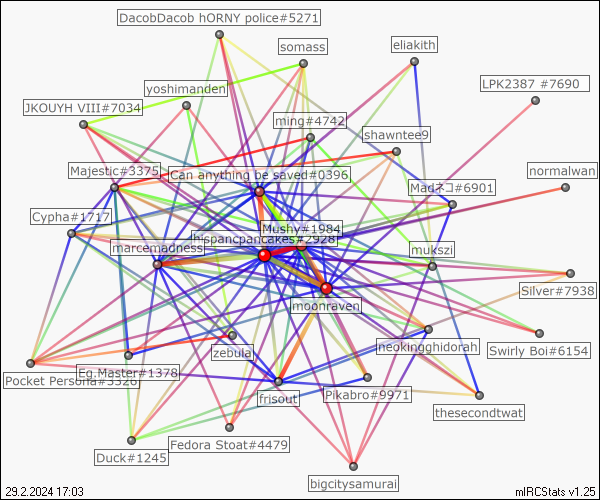 DacobDacob hORNY police#5271
somass
eliakith
LPK2387 #7690
yoshimanden
JKOUYH VIII#7034
ming#4742
shawntee9
Majestic#3375
Can anything be saved#0396
normalwan
Madネコ#6901
Cypha#1717
Mushy#1984
hispancpancakes#2928
marcemadness
mukszi
Silver#7938
moonraven
zebula
neokingghidorah
Swirly Boi#6154
Pocket Persona#3326
Eg.Master#1378
frisout
Pikabro#9971
thesecondtwat
Fedora Stoat#4479
Duck#1245
bigcitysamurai
29.2.2024 17:03
mIRCStats v1.25